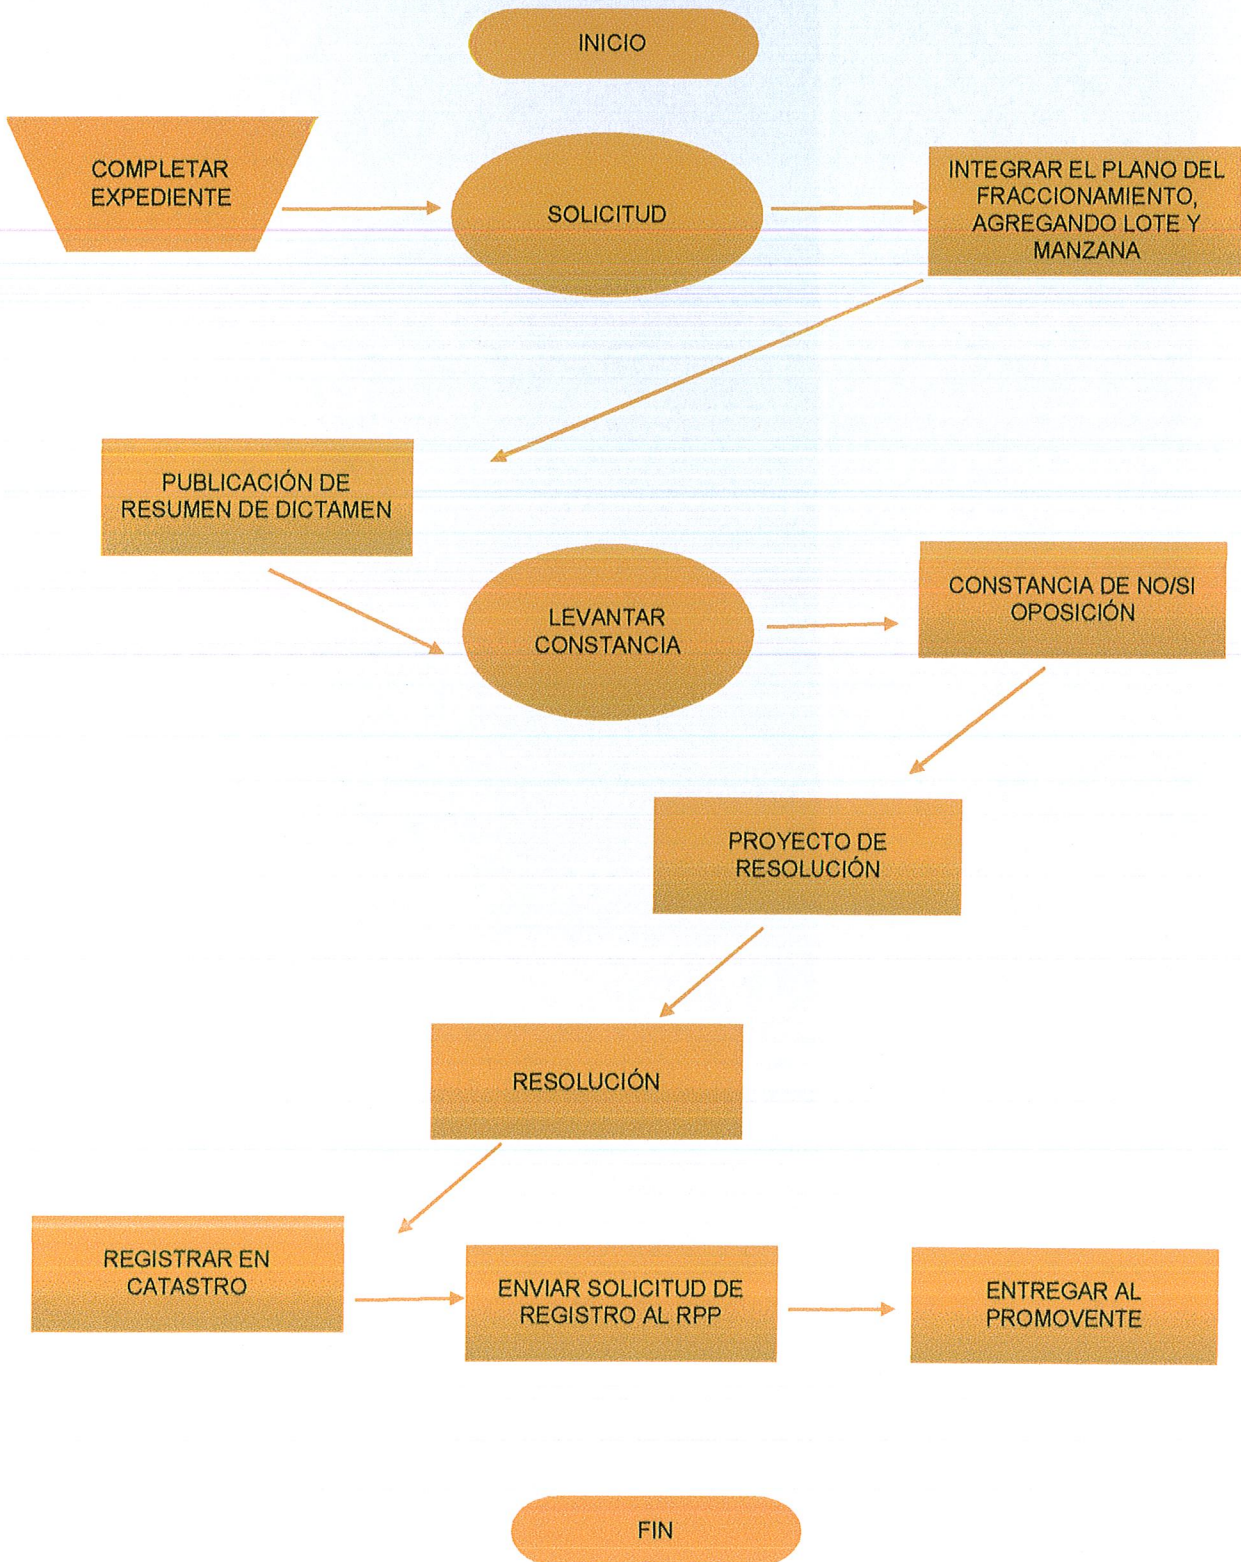 INICIO
COMPLETAR
EXPEDIENTE
SOLICITUD
INTEGRAR EL PLANO DEL
FRACCIONAMIENTO,
AGREGANDO LOTE Y
MANZANA
PUBLICACIÓN DE
RESUMEN DE DICTAMEN
LEVANTAR
CONSTANCIA
CONSTANCIA DE NO/SI
OPOSICIÓN
PROYECTO DE
RESOLUCIÓN
RESOLUCIÓN
REGISTRAR EN
CATASTRO
ENVIAR SOLICITUD DE
REGISTRO AL RPP
ENTREGAR AL
PROMOVENTE
FIN